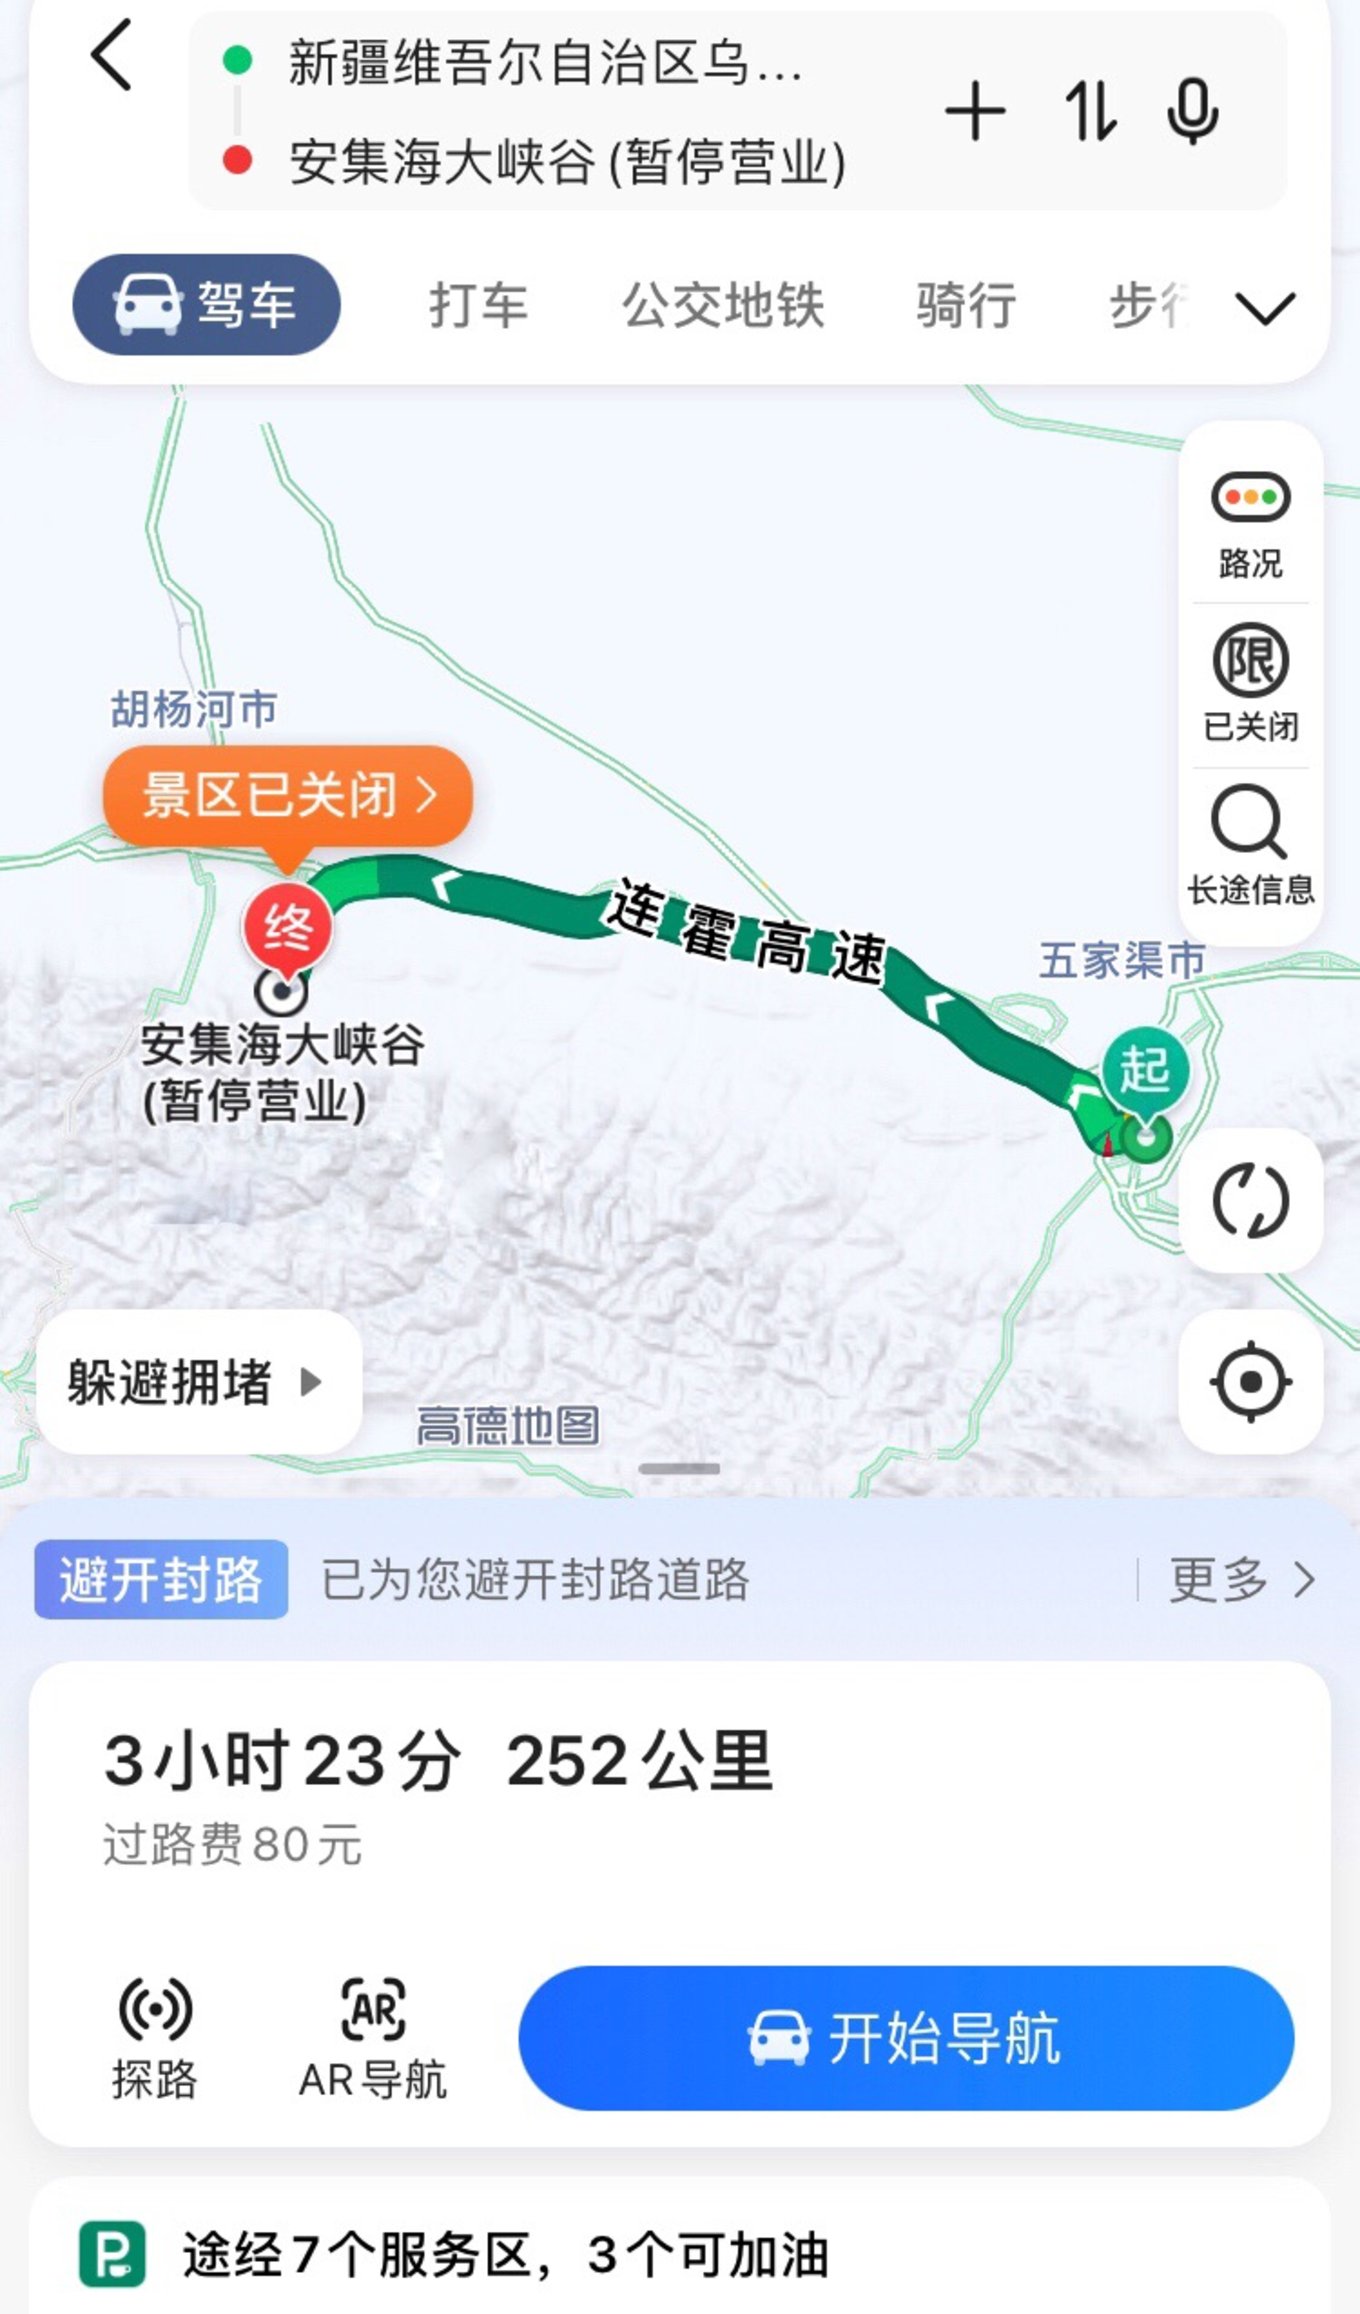 新疆维吾尔自治区乌...
安集海大峡谷(暂停营业)
驾车
打车
公交地铁
骑行
步行
路况
限
已关闭
长途信息
胡杨河市
景区已关闭
终
连霍高速
五家渠市
起
安集海大峡谷
(暂停营业)
躲避拥堵
高德地图
避开封路
已为您避开封路道路
更多
3小时23分 252公里
过路费80元
探路
AR
AR导航
开始导航
P
途经7个服务区，3个可加油